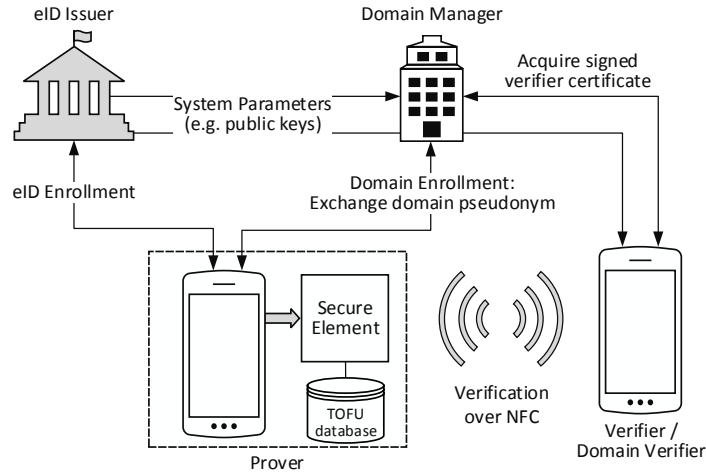 eID Issuer
Domain Manager
Acquire signed
verifier certificate
System Parameters
(e.g. public keys)
eID Enrollment
Domain Enrollment:
Exchange domain pseudonym
Secure
Element
TOFU
database
Verification
over NFC
Verifier /
Domain Verifier
Prover